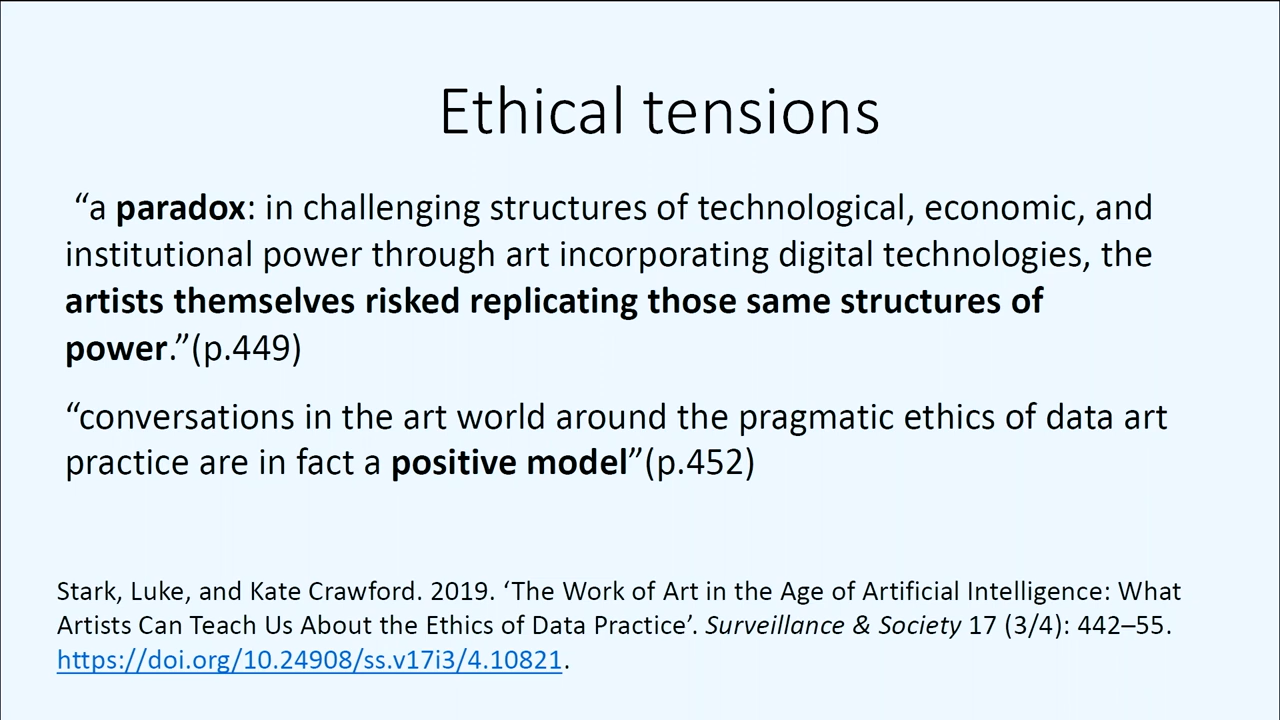 Ethical tensions
“a paradox: in challenging structures of technological, economic, and
institutional power through art incorporating digital technologies, the
artists themselves risked replicating those same structures of
power.”(p.449)
“conversations in the art world around the pragmatic ethics of data art
practice are in fact a positive model”(p.452)
Stark, Luke, and Kate Crawford. 2019. ‘The Work of Art in the Age of Artificial Intelligence: What
Artists Can Teach Us About the Ethics of Data Practice’. Surveillance & Society 17 (3/4): 442–55.
https://doi.org/10.24908/ss.v17i3/4.10821.